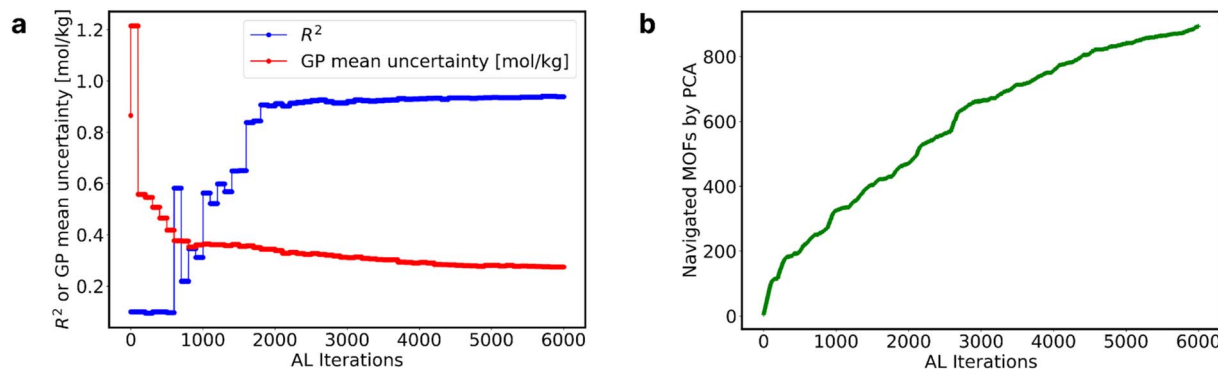 a
R² or GP mean uncertainty [mol/kg]
1.2
1.0
0.8
0.6
0.4
0.2
R²
GP mean uncertainty [mol/kg]
0 1000 2000 3000 4000 5000 6000
AL Iterations
b
Navigated MOFs by PCA
800
600
400
200
0
0 1000 2000 3000 4000 5000 6000
AL Iterations